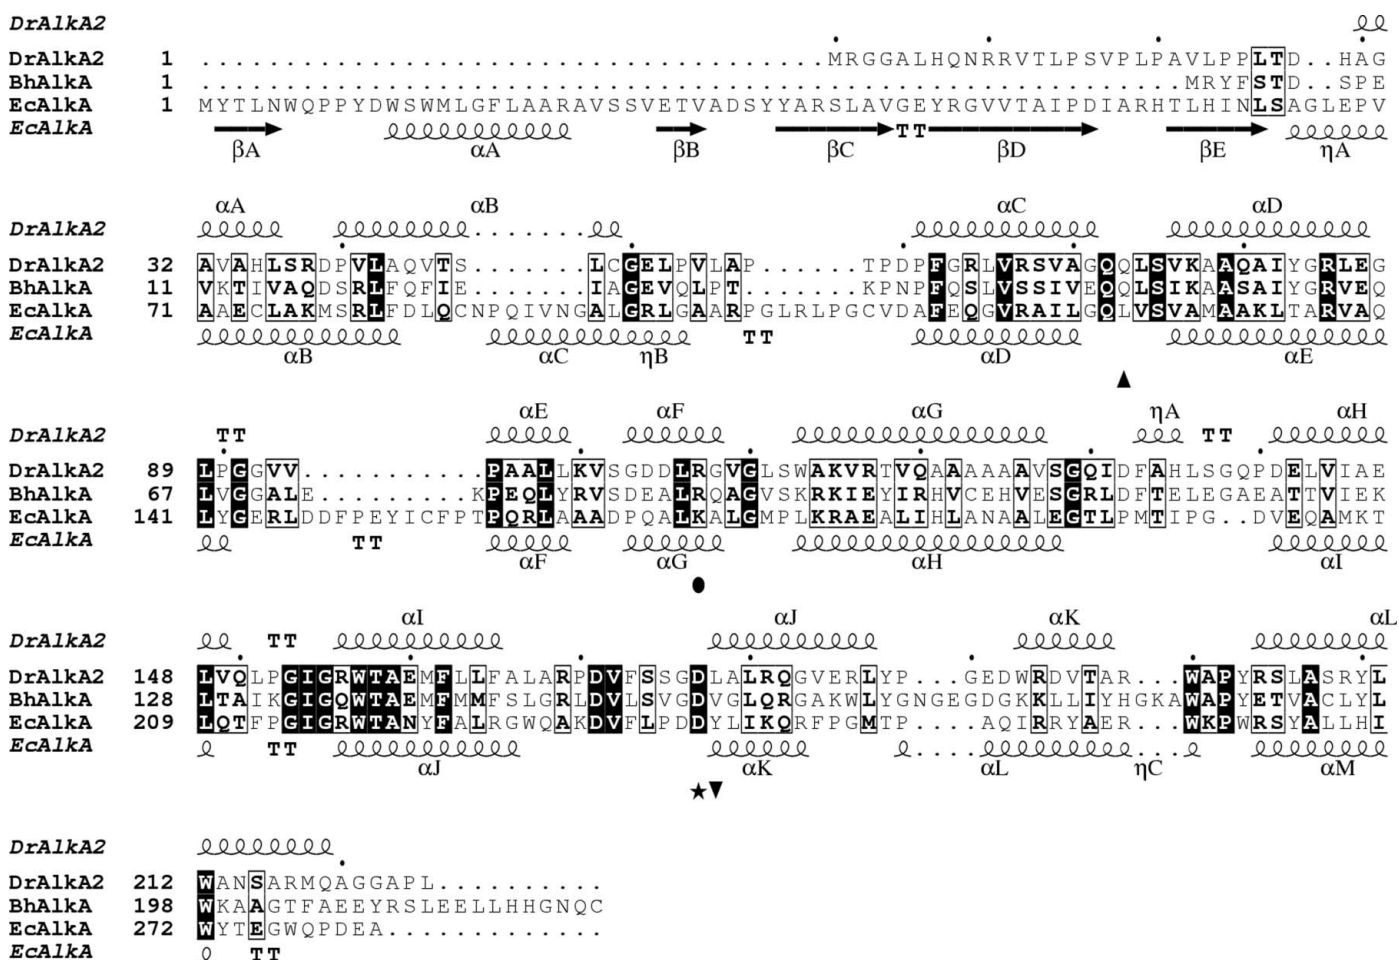 DrAlkA2
DrAlkA2 1 .....................................MRGGALHQNRRVTLPSVPLPAVLPPLTD..HAG
BhAlkA 1 ..........................................................MRYFSTD..SPE
EcAlkA 1 MYTLNWQPPYDWSWMLGFLAARAVSSVETVADSYYARSLAVGEYRGVVTAIPDIARHTLHINLSAGLEPV
EcAlkA TT
βA αA βB βC βD βE ηA
αA αB αC αD
DrAlkA2 .......
DrAlkA2 32 AVAHLSRDPVLAQVTS.......LCGELPVLAP......TPDPFGRLVRSVAGQQLSVKAAQAIYGRLEG
BhAlkA 11 VKTIVAQDSRLFQFIE.......IAGEVQLPT.......KPNPFQSLVSSIVEQQLSIKAASAIYGRVEQ
EcAlkA 71 AAECLAKMSRLFDLQCNPQIVNGALGRLGAARPGLRLPGCVDAFEQGVRAILGQLVSVAMAAKLTARVAQ
EcAlkA TT
αB αC ηB αD αE
αE αF αG ηA αH
DrAlkA2 TT TT
DrAlkA2 89 LPGGVV...........PAALLKVSGDDLRGVGLSWAKVRTVQAAAAAAVSGQIDFAHLSGQPDELVIAE
BhAlkA 67 LVGGALE.........KPEQLYRVSDEALRQAGVSKRKIEYIRHVCEHVESGRLDFTELEGAEATTVIEK
EcAlkA 141 LYGERLDDFPEYICFPTPQRLAAADPQALKALGMPLKRAEALIHLANAALEGTLPMTIPG..DVEQAMKT
EcAlkA TT
αF αG αH αI
αI αJ αK αL
DrAlkA2 TT
DrAlkA2 148 LVQLPGIGRWTAEMFLLFALARPDVFSSGDLALRQGVERLYP...GEDWRDVTAR...WAPYRSLASRYL
BhAlkA 128 LTAIKGIGQWTAEMFMMFSLGRLDVLSVGDVGLQRGAKWLYGNGEGDGKKLLIYHGKAWAPYETVACLYL
EcAlkA 209 LQTFPGIGRWTANYFALRGWQAKDVFLPDDYLIKQRFPGMTP....AQIRRYAER...WKPWRSYALLHI
EcAlkA TT .... ...
αJ αK αL ηC αM
DrAlkA2
DrAlkA2 212 WANSARMQAGGAPL..........
BhAlkA 198 WKAAGTFAEEYRSLEELLHHGNQC
EcAlkA 272 WYTEGWQPDEA.............
EcAlkA TT